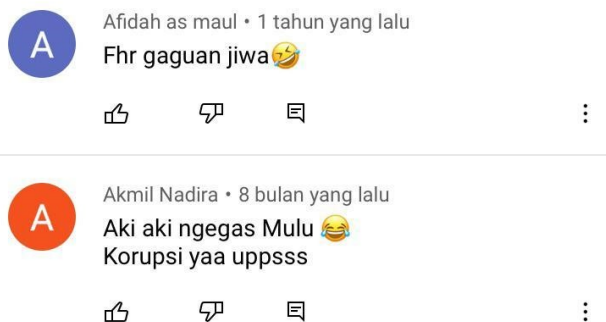 A
Afidah as maul • 1 tahun yang lalu
Fhr gaguan jiwa🤣
A
Akmil Nadira • 8 bulan yang lalu
Aki aki ngegas Mulu 😂
Korupsi yaa uppsss